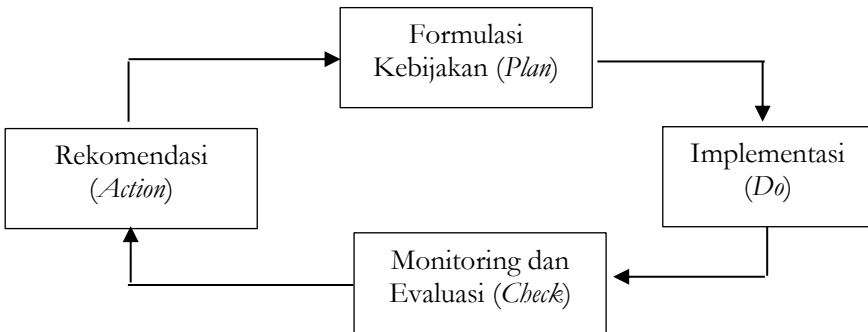 Formulasi
Kebijakan (Plan)
Rekomendasi
(Action)
Implementasi
(Do)
Monitoring dan
Evaluasi (Check)